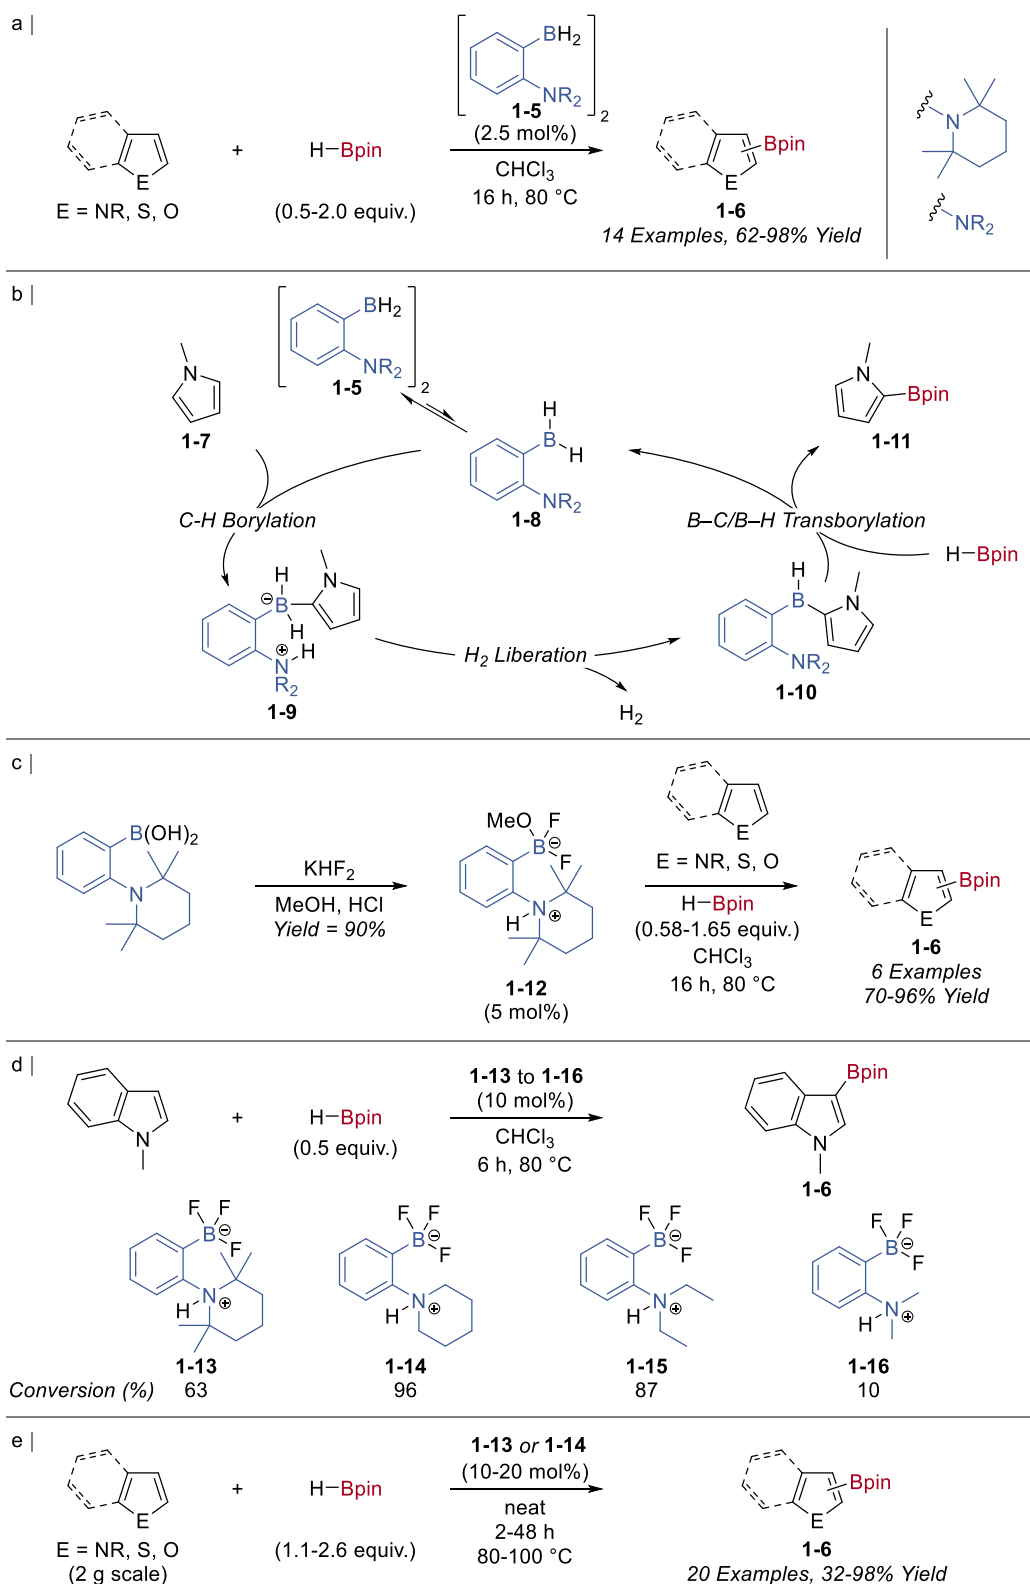 a |
BH₂
NR₂
1-5
2
(2.5 mol%)
CHCl₃
16 h, 80 °C
E
E = NR, S, O
+
H–Bpin
(0.5-2.0 equiv.)
Bpin
E
1-6
14 Examples, 62-98% Yield
N
NR₂
b |
BH₂
NR₂
1-5
2
N
1-7
H
B
H
NR₂
1-8
N
Bpin
1-11
C-H Borylation
B–C/B–H Transborylation
H–Bpin
H
⊖
B
H
N
⊕
H
N
R₂
1-9
H₂ Liberation
H₂
H
B
N
NR₂
1-10
c |
B(OH)₂
N
KHF₂
MeOH, HCl
Yield = 90%
MeO
F
B
⊖
F
H
N
⊕
1-12
(5 mol%)
E
E = NR, S, O
H–Bpin
(0.58-1.65 equiv.)
CHCl₃
16 h, 80 °C
Bpin
E
1-6
6 Examples
70-96% Yield
d |
N
+
H–Bpin
(0.5 equiv.)
1-13 to 1-16
(10 mol%)
CHCl₃
6 h, 80 °C
Bpin
N
1-6
F F
B
⊖
F
H
N
⊕
1-13
F F
B
⊖
F
H
N
⊕
1-14
F F
B
⊖
F
H
N
⊕
1-15
F F
B
⊖
F
H
N
⊕
1-16
Conversion (%) 63 96 87 10
e |
E
E = NR, S, O
(2 g scale)
+
H–Bpin
(1.1-2.6 equiv.)
1-13 or 1-14
(10-20 mol%)
neat
2-48 h
80-100 °C
Bpin
E
1-6
20 Examples, 32-98% Yield